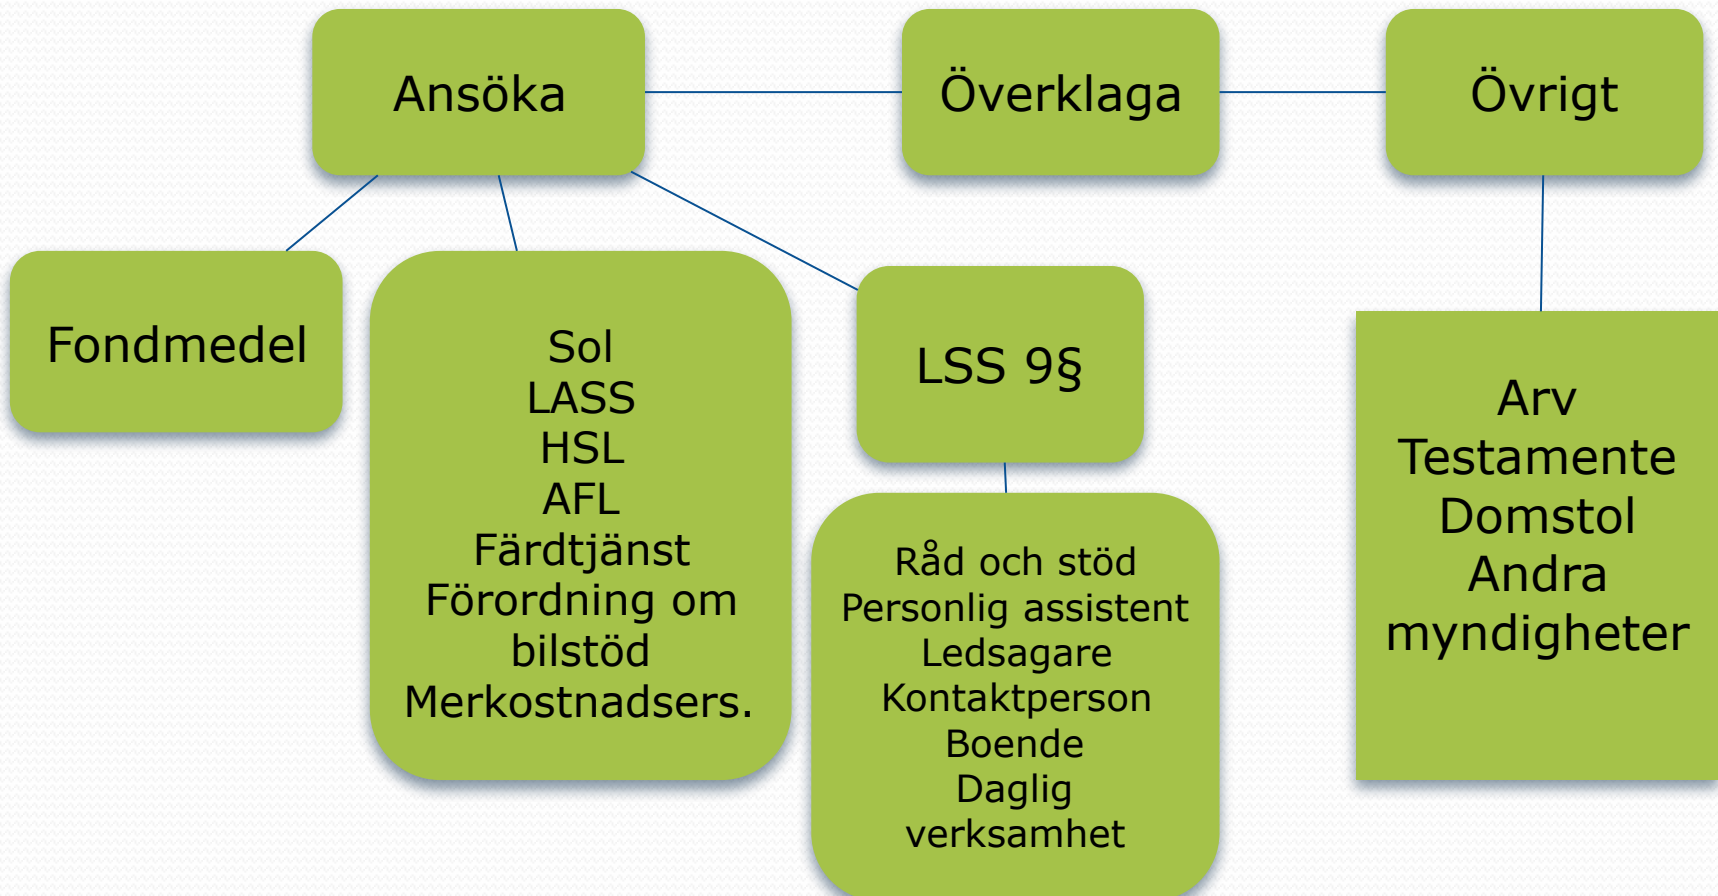 Ansöka
Överklaga
Övrigt
Fondmedel
Sol
LASS
HSL
AFL
Färdtjänst
Förordning om
bilstöd
Merkostnadsers.
LSS 9§
Råd och stöd
Personlig assistent
Ledsagare
Kontaktperson
Boende
Daglig
verksamhet
Arv
Testamente
Domstol
Andra
myndigheter